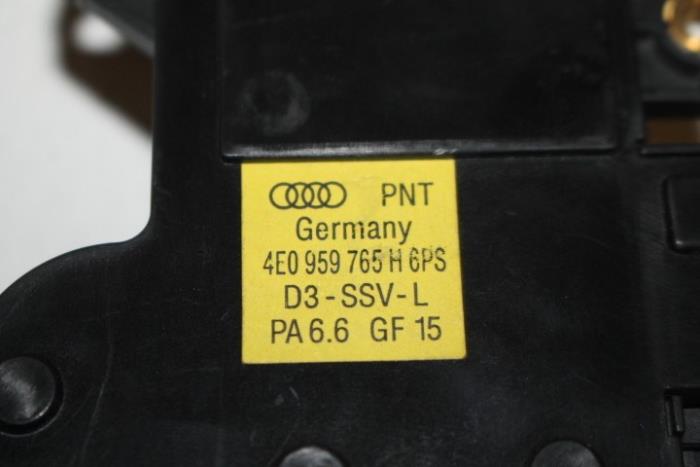 PNT
Germany
4E0 959 765 H 6PS
D3-SSV-L
PA 6.6 GF 15